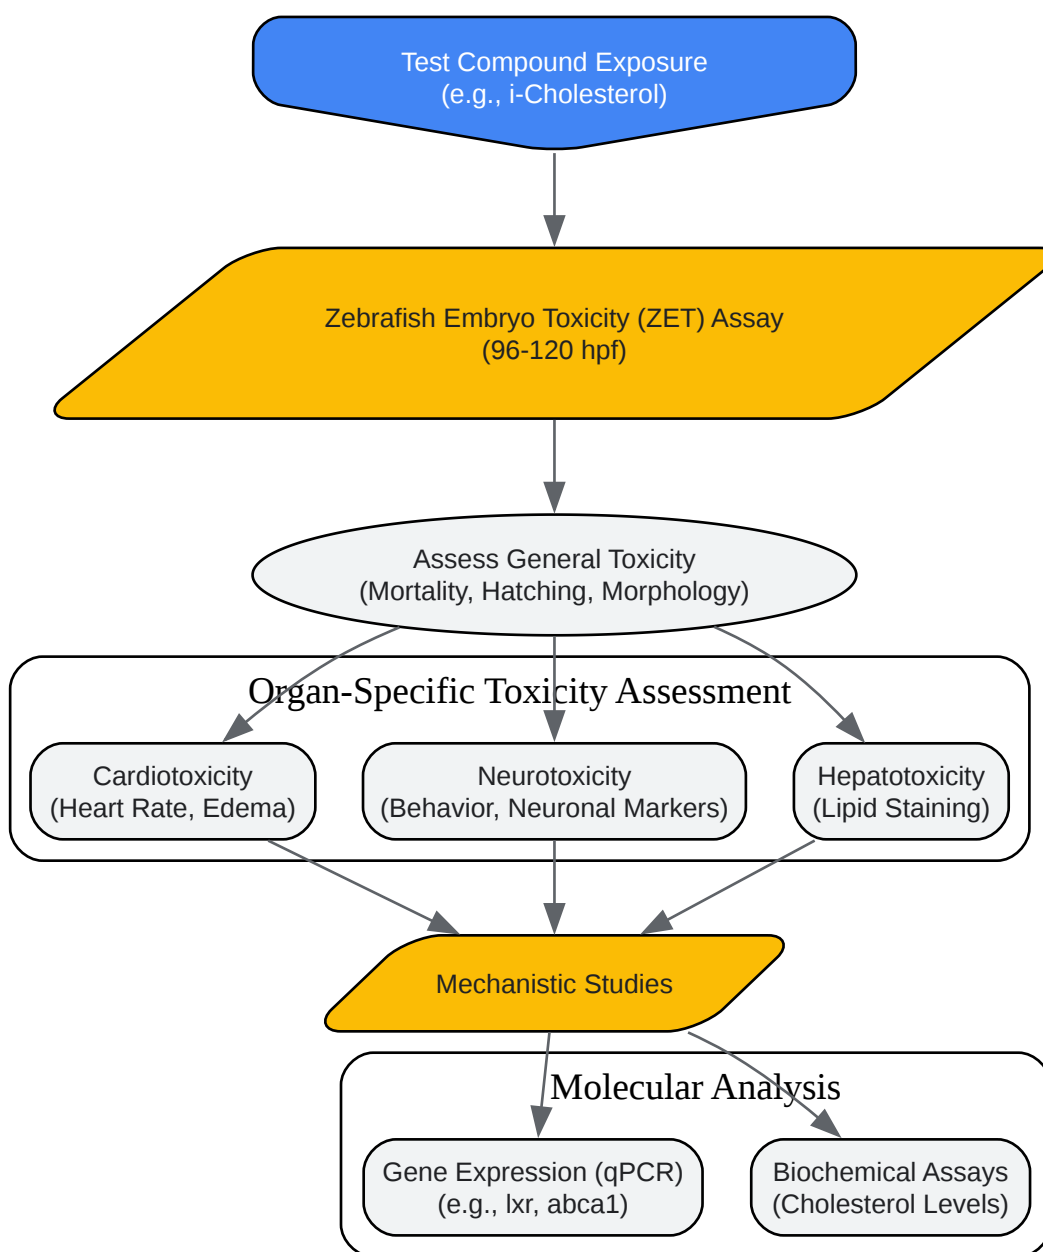 Test Compound Exposure
(e.g., i-Cholesterol)
Zebrafish Embryo Toxicity (ZET) Assay
(96-120 hpf)
Assess General Toxicity
(Mortality, Hatching, Morphology)
Organ-Specific Toxicity Assessment
Cardiotoxicity
(Heart Rate, Edema)
Neurotoxicity
(Behavior, Neuronal Markers)
Hepatotoxicity
(Lipid Staining)
Mechanistic Studies
Molecular Analysis
Gene Expression (qPCR)
(e.g., lxr, abca1)
Biochemical Assays
(Cholesterol Levels)